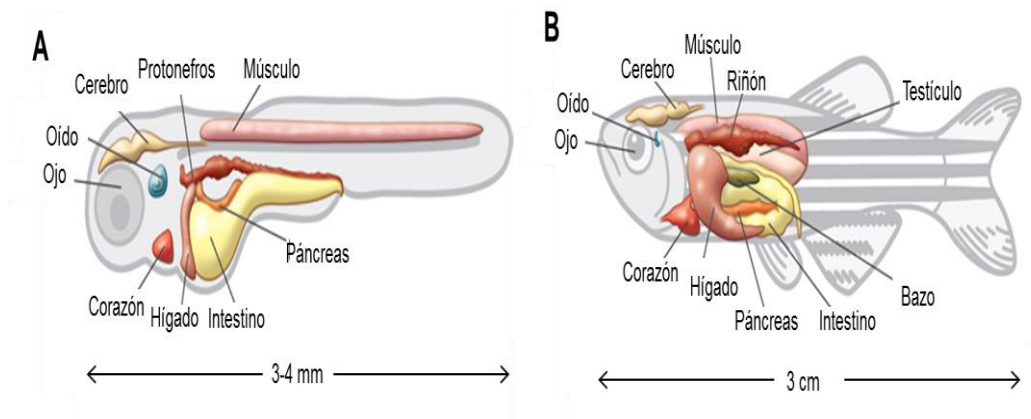 A
Cerebro
Protonefros
Músculo
Oído
Ojo
Páncreas
Corazón
Hígado
Intestino
3-4 mm
B
Músculo
Cerebro
Riñón
Testículo
Oído
Ojo
Corazón
Hígado
Bazo
Páncreas
Intestino
3 cm